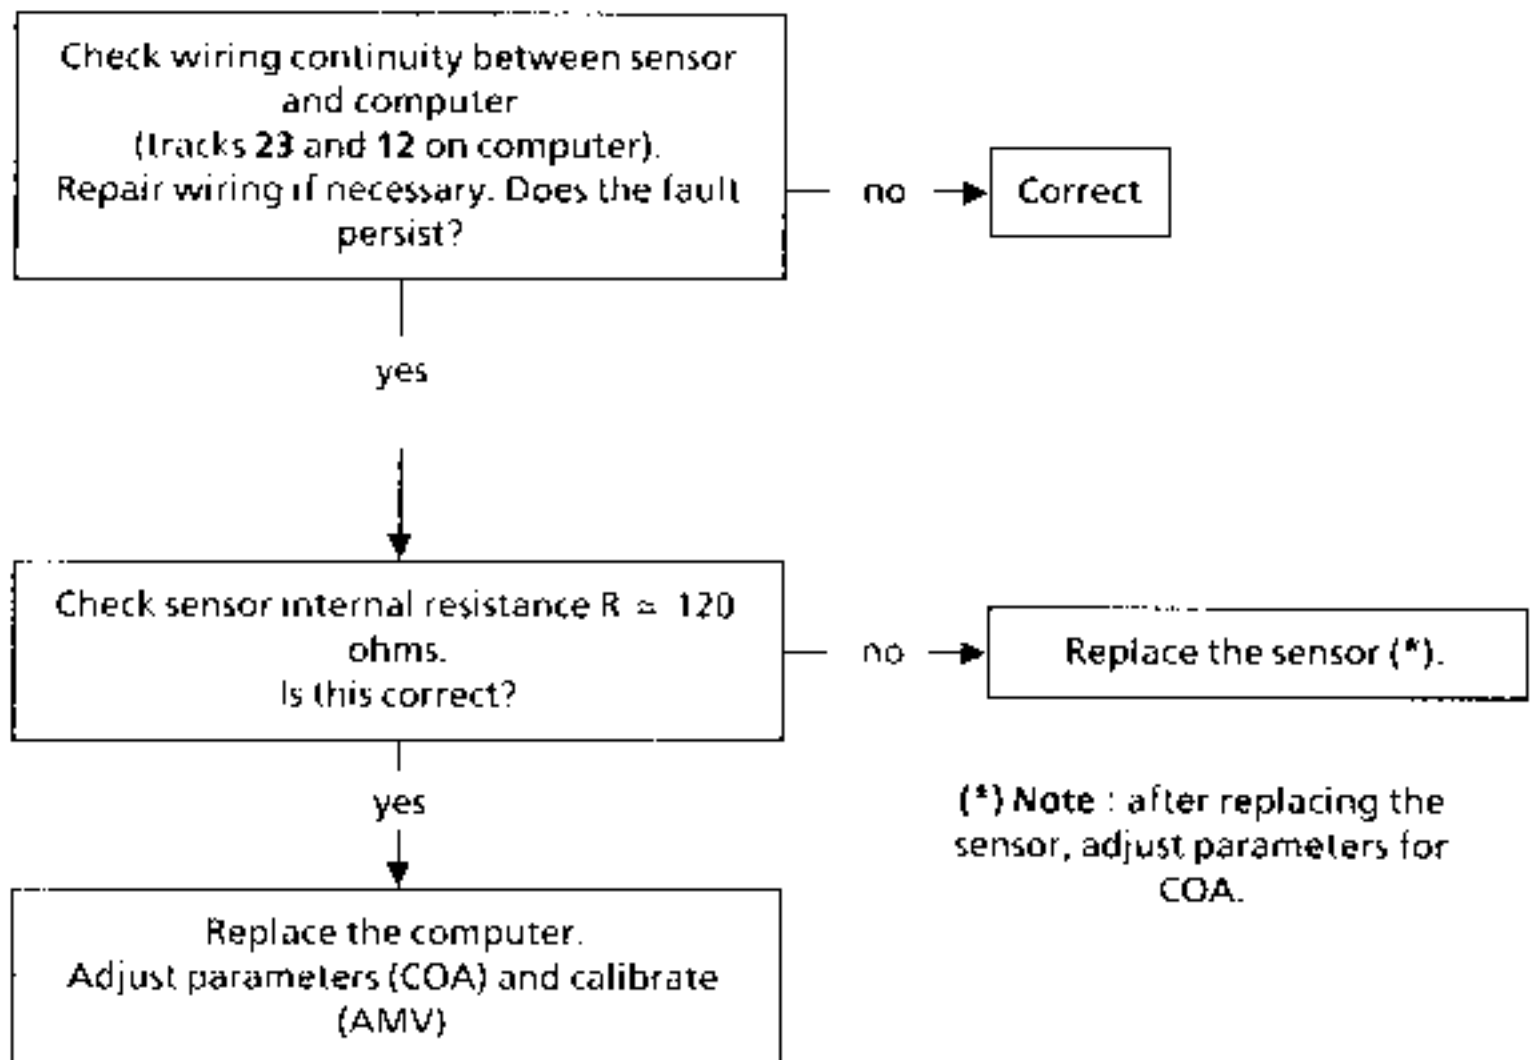 Check wiring continuity between sensor
and computer
(tracks 23 and 12 on computer).
Repair wiring if necessary. Does the fault
persist?
no
Correct
yes
Check sensor internal resistance R ≃ 120
ohms.
Is this correct?
no
Replace the sensor (*).
yes
(*) Note : after replacing the
sensor, adjust parameters for
COA.
Replace the computer.
Adjust parameters (COA) and calibrate
(AMV)